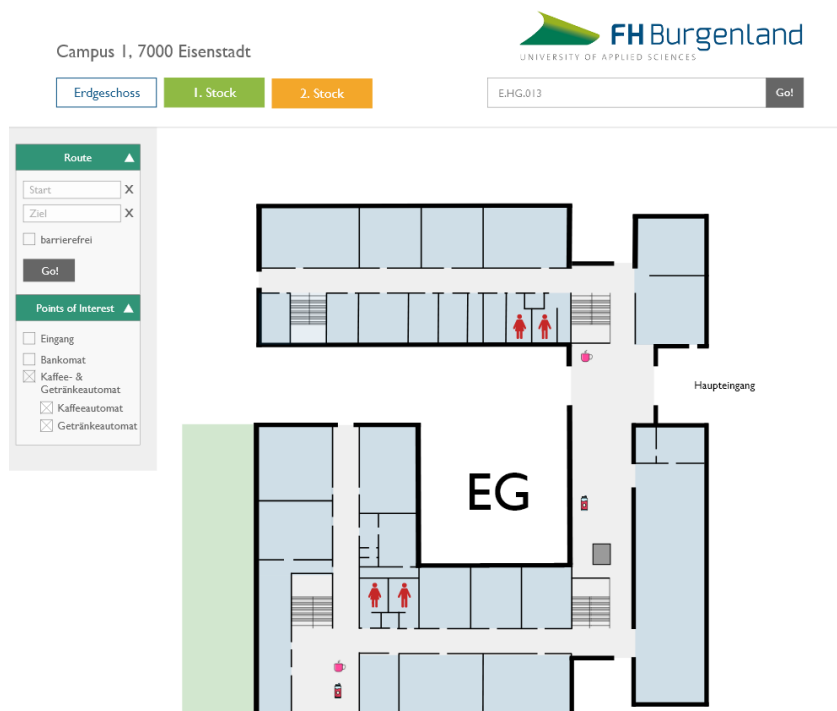 FH Burgenland
UNIVERSITY OF APPLIED SCIENCES
Campus 1, 7000 Eisenstadt
Erdgeschoss
1. Stock
2. Stock
E.HG.013
Go!
Route
Start
X
Ziel
X
barrierefrei
Go!
Points of Interest
Eingang
Bankomat
Kaffee- &
Getränkeautomat
Kaffeeautomat
Getränkeautomat
Haupteingang
EG